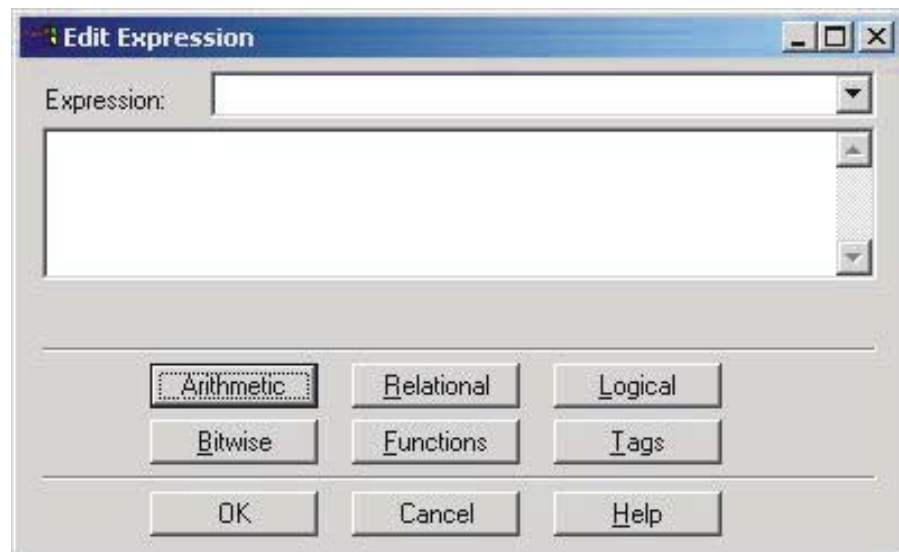 Edit Expression
Expression:
Arithmetic Relational Logical
Bitwise Functions Tags
OK Cancel Help